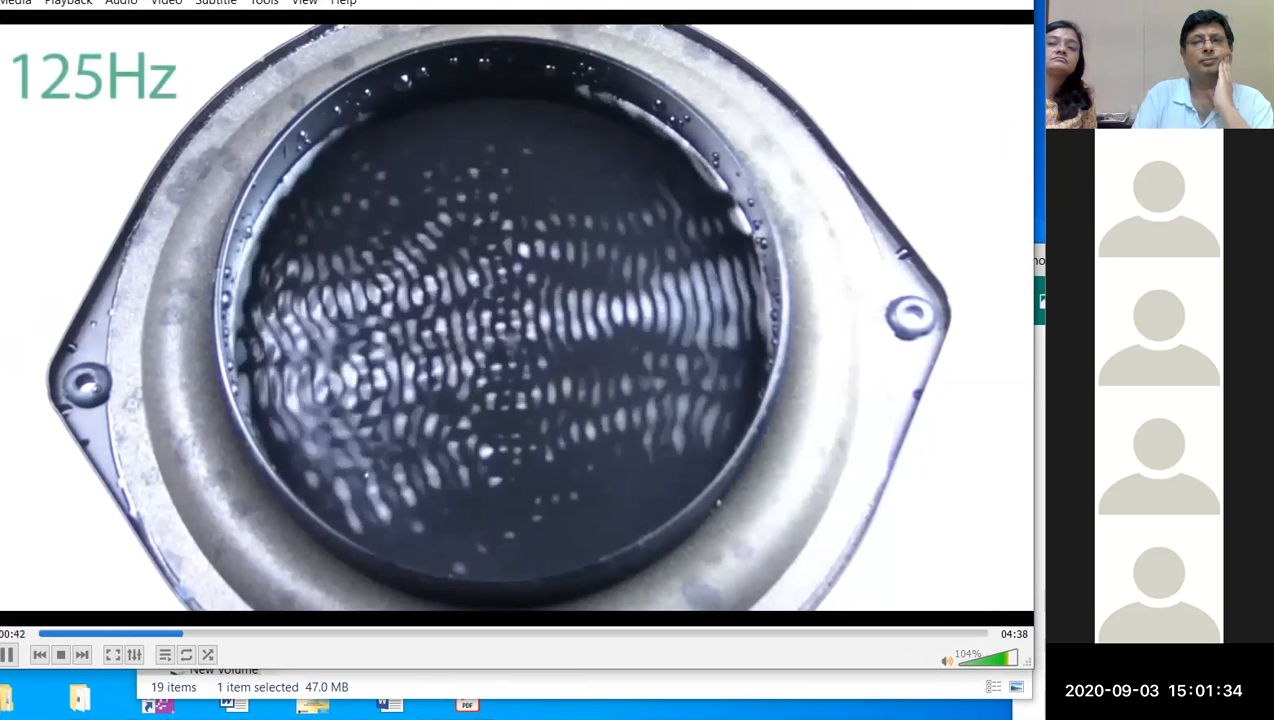 Media Playback Audio Video Subtitle Tools View Help
125Hz
00:42
04:38
104%
New Volume
19 items 1 item selected 47.0 MB
PDF
2020-09-03 15:01:34